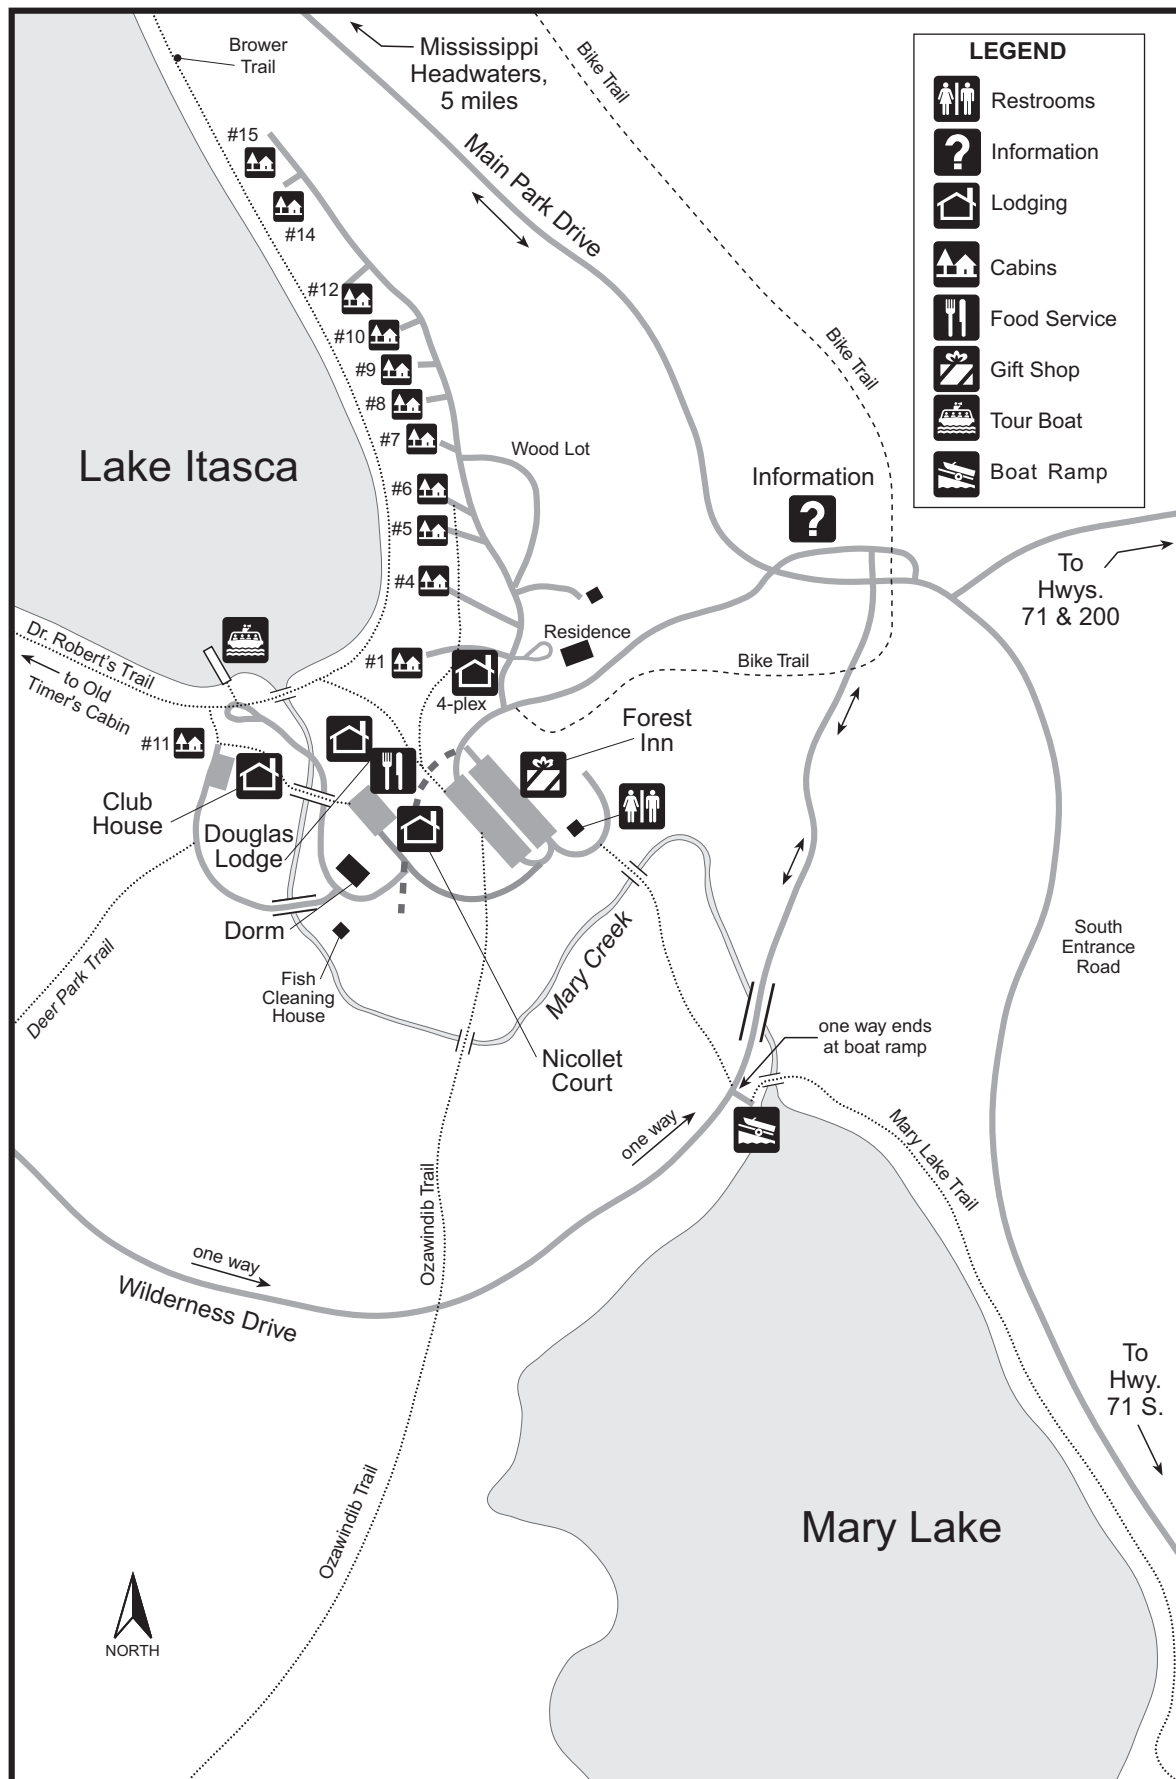 Brower
Trail
Mississippi
Headwaters,
5 miles
Bike Trail
LEGEND
Restrooms
Information
Lodging
Cabins
Food Service
Gift Shop
Tour Boat
Boat Ramp
#15
#14
Main Park Drive
#12
#10
#9
#8
#7
#6
#5
#4
#1
Bike Trail
Wood Lot
Lake Itasca
Information
?
To
Hwys.
71 & 200
Residence
Bike Trail
4-plex
Dr. Robert's Trail
to Old
Timer's Cabin
#11
Forest
Inn
Club
House
Douglas
Lodge
Dorm
Fish
Cleaning
House
Deer Park Trail
Mary Creek
Nicollet
Court
South
Entrance
Road
one way ends
at boat ramp
one way
Mary Lake Trail
Ozawindib Trail
one way
Wilderness Drive
To
Hwy.
71 S.
Ozawindib Trail
Mary Lake
NORTH